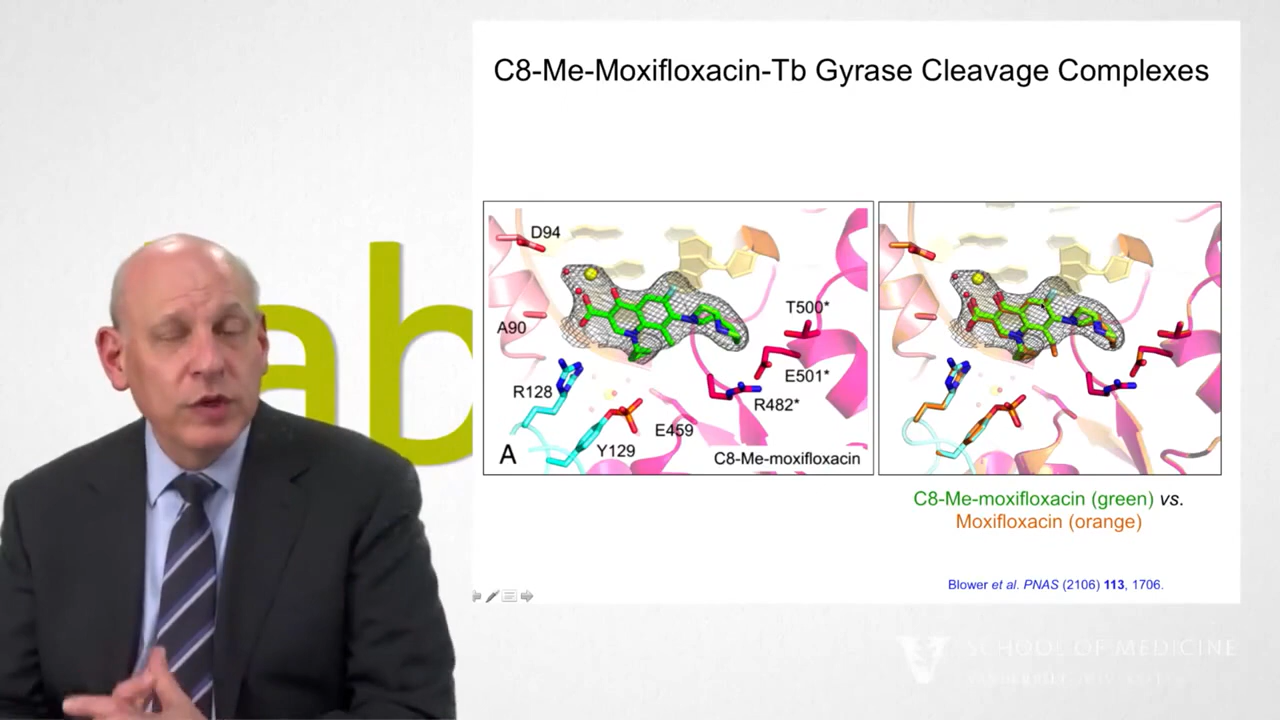 C8-Me-Moxifloxacin-Tb Gyrase Cleavage Complexes
D94
T500*
A90
E501*
R128
R482*
E459
Y129
A
C8-Me-moxifloxacin
C8-Me-moxifloxacin (green) vs.
Moxifloxacin (orange)
Blower et al. PNAS (2106) 113, 1706.
ab
SCHOOL OF MEDICINE